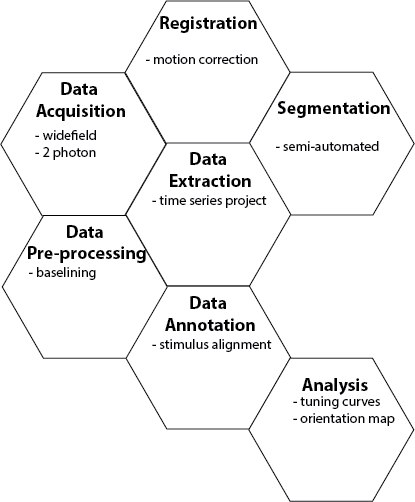 Registration
- motion correction
Data
Acquisition
- widefield
- 2 photon
Segmentation
- semi-automated
Data
Extraction
- time series project
Data
Pre-processing
- baselining
Data
Annotation
- stimulus alignment
Analysis
- tuning curves
- orientation map